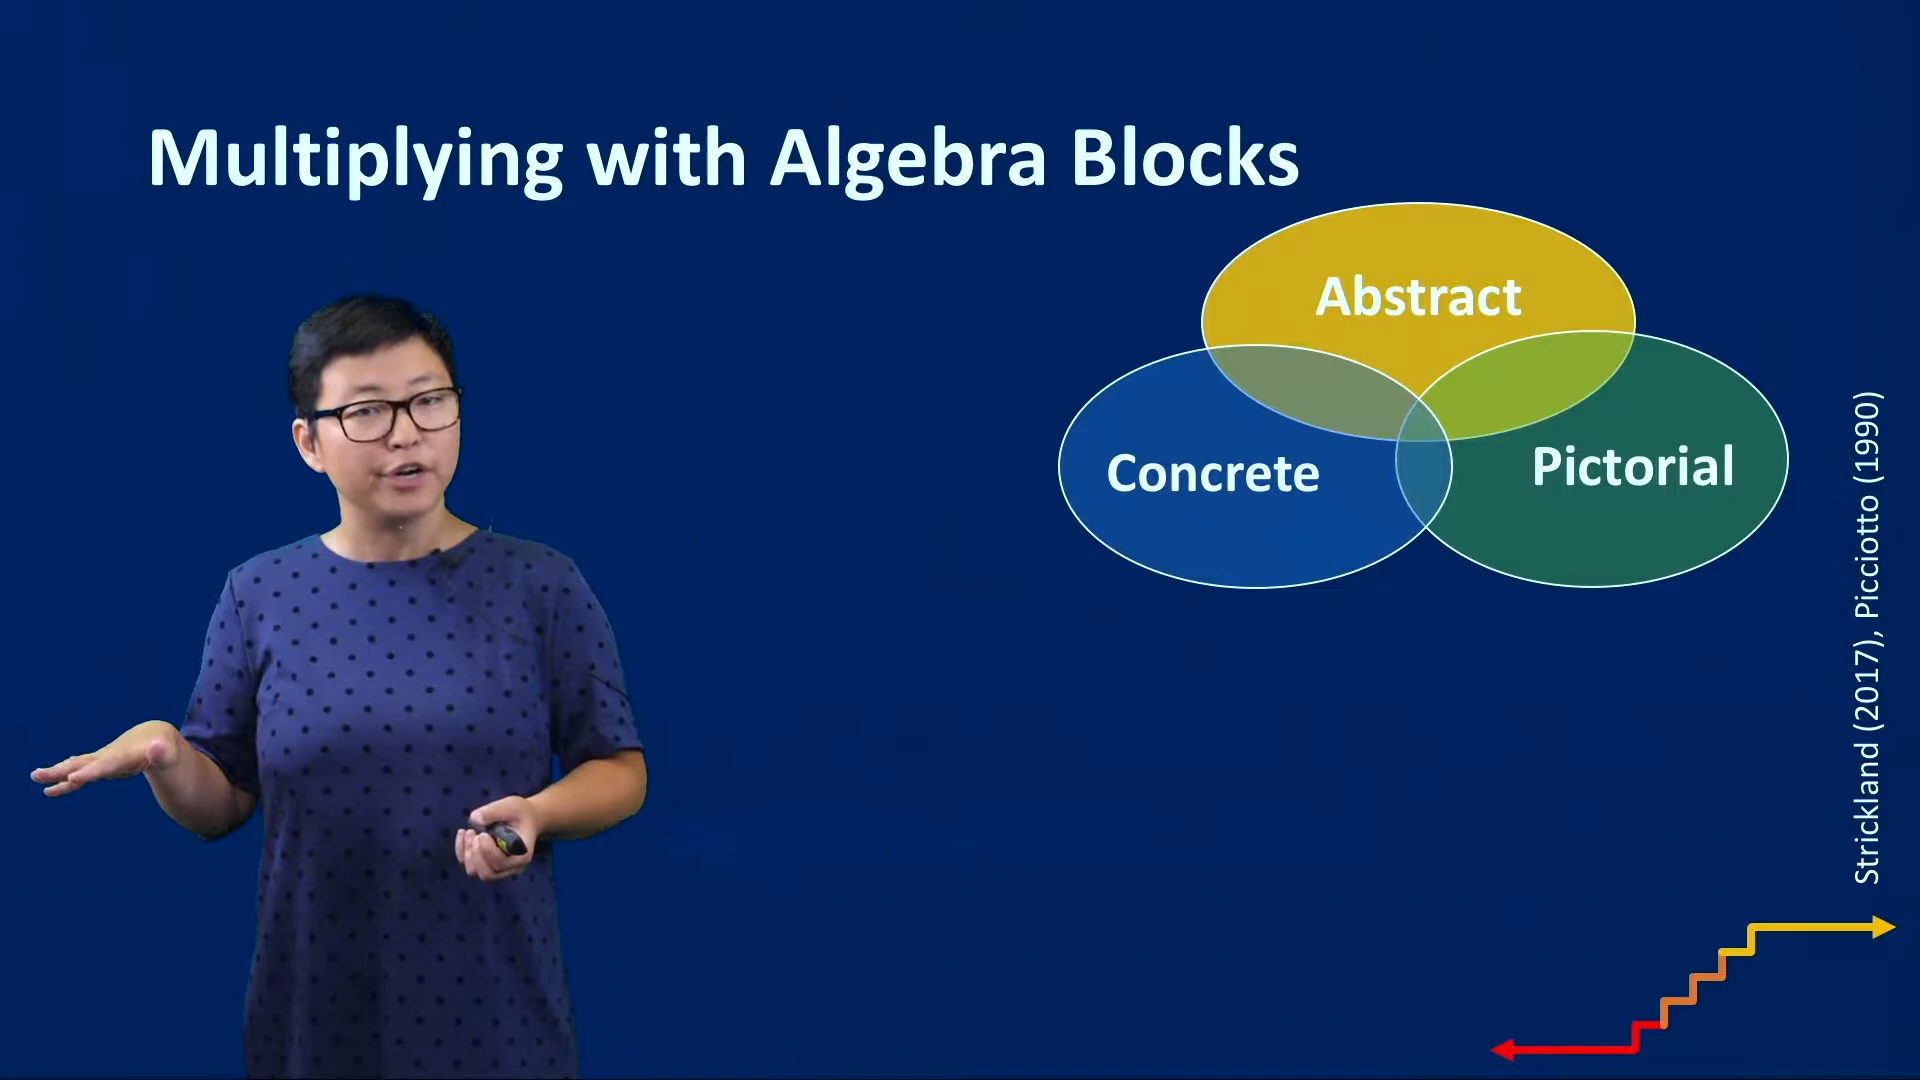 Multiplying with Algebra Blocks
Abstract
Concrete
Pictorial
Strickland (2017), Picciotto (1990)